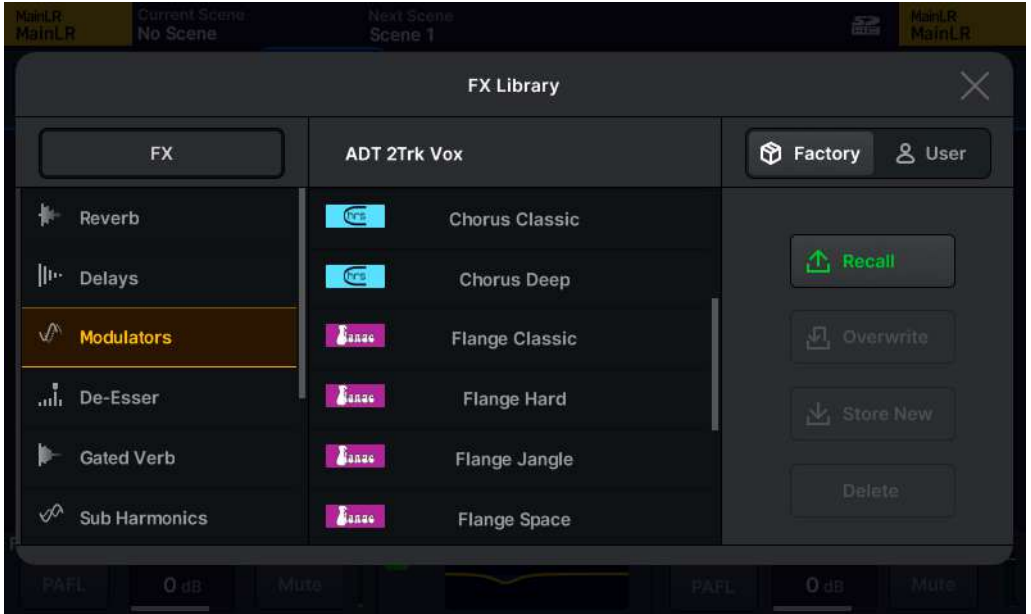 MainLR
MainLR
Current Scene
No Scene
Next Scene
Scene 1
MainLR
MainLR
FX Library
FX
ADT 2Trk Vox
Factory
User
Reverb
Delays
Modulators
De-Esser
Gated Verb
Sub Harmonics
Chorus Classic
Chorus Deep
Flange Classic
Flange Hard
Flange Jangle
Flange Space
Recall
Overwrite
Store New
Delete
PAFL
0 dB
Mute
PAFL
0 dB
Mute